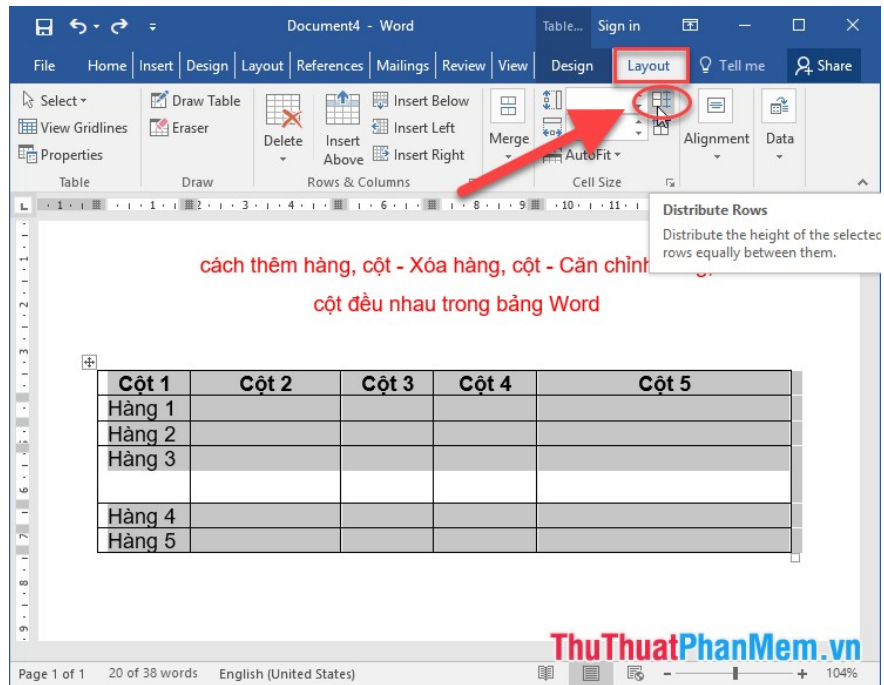 Document4 - Word
Table... Sign in
File Home Insert Design Layout References Mailings Review View Design Layout Tell me Share
Select Draw Table Insert Below
View Gridlines Eraser Insert Left
Properties Delete Insert Above Insert Right Merge AutoFit Alignment Data
Table Draw Rows & Columns Cell Size
Distribute Rows
Distribute the height of the selected
rows equally between them.
cách thêm hàng, cột - Xóa hàng, cột - Căn chỉnh
cột đều nhau trong bảng Word
Cột 1 Cột 2 Cột 3 Cột 4 Cột 5
Hàng 1
Hàng 2
Hàng 3
Hàng 4
Hàng 5
ThuThuatPhanMem.vn
Page 1 of 1 20 of 38 words English (United States) 104%